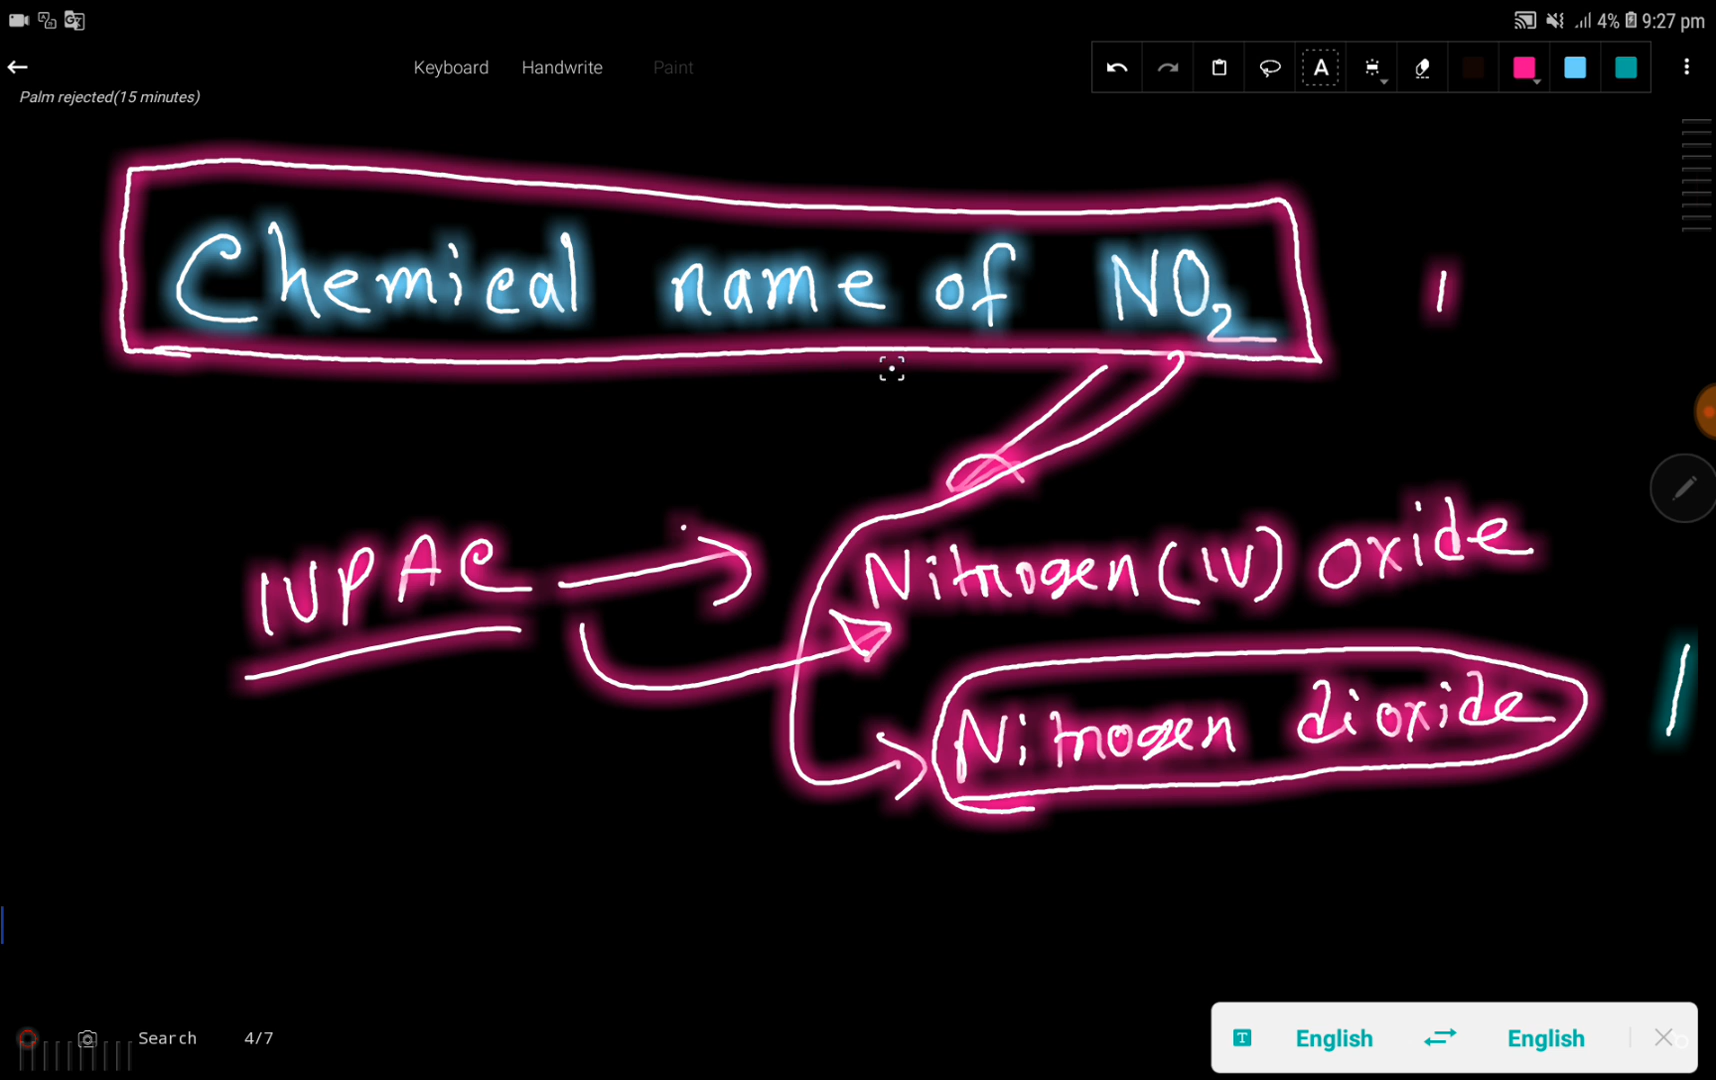 4% 9:27 pm
Keyboard Handwrite Paint
A
Palm rejected(15 minutes)
Chemical name of NO₂
IUPAC
Nitrogen (IV) oxide
Nitrogen dioxide
Search 4/7
T English English